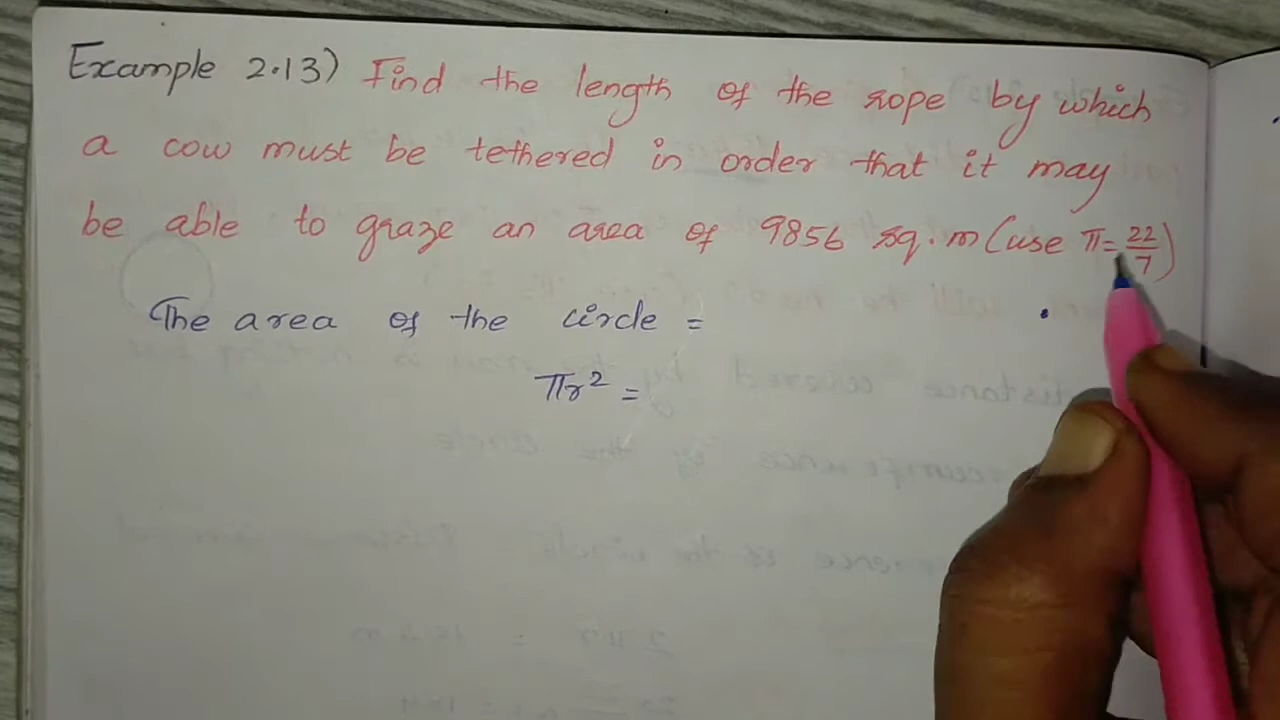 Example 2.13) Find the length of the rope by which
a cow must be tethered in order that it may
be able to graze an area of 9856 sq.m (use π=22/7)
The area of the circle =
πr² =